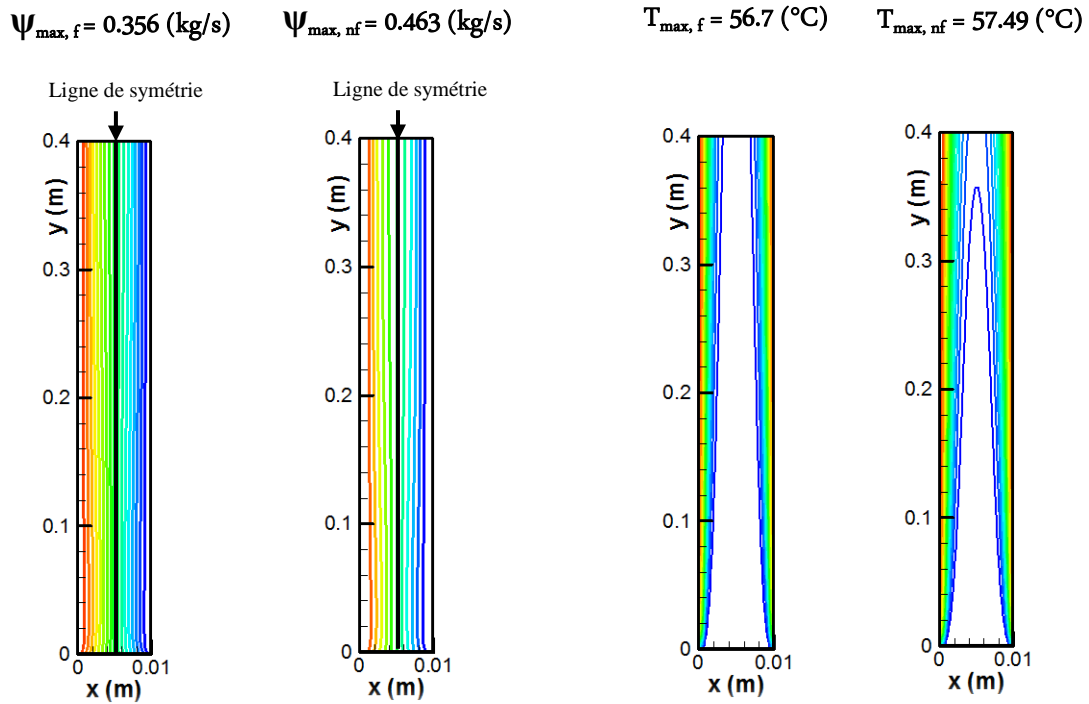 Ψmax, f = 0.356 (kg/s)
Ψmax, nf = 0.463 (kg/s)
Tmax, f = 56.7 (°C)
Tmax, nf = 57.49 (°C)
Ligne de symétrie
Ligne de symétrie
0.4
0.3
0.2
0.1
0
y (m)
0 0.01
x (m)
0.4
0.3
0.2
0.1
0
y (m)
0 0.01
x (m)
0.4
0.3
0.2
0.1
0
y (m)
0 0.01
x (m)
0.4
0.3
0.2
0.1
0
y (m)
0 0.01
x (m)